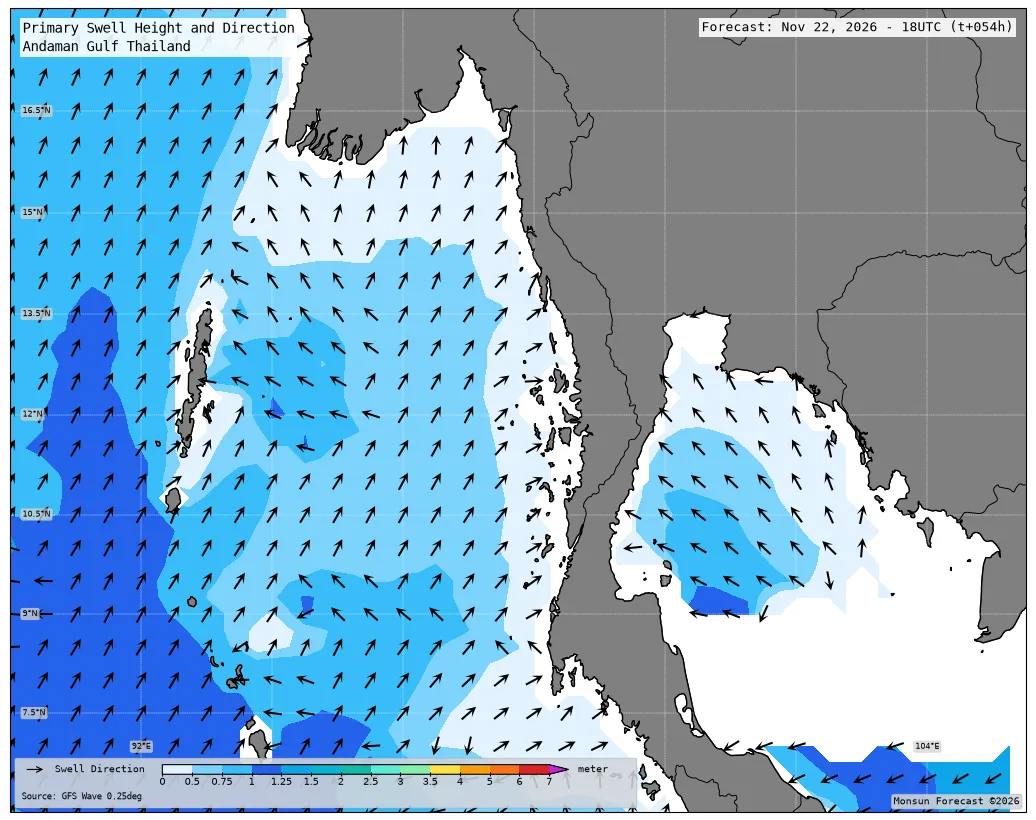 Primary Swell Height and Direction
Andaman Gulf Thailand
Forecast: Nov 22, 2026 - 18UTC (t+054h)
16.5°N
15°N
13.5°N
12°N
10.5°N
9°N
7.5°N
92°E
104°E
Swell Direction
meter
0 0.5 0.75 1 1.25 1.5 2 2.5 3 3.5 4 5 6 7
Source: GFS Wave 0.25deg
Monsun Forecast ©2026